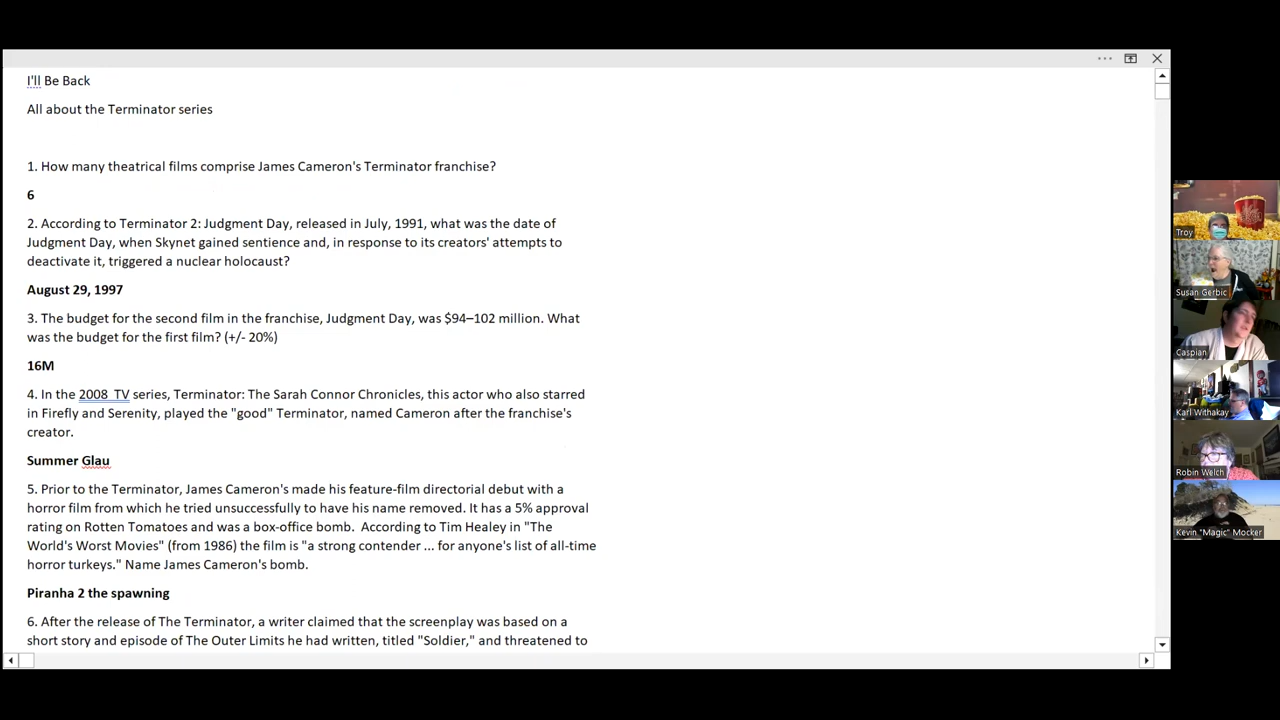 I'll Be Back
All about the Terminator series
1. How many theatrical films comprise James Cameron's Terminator franchise?
6
2. According to Terminator 2: Judgment Day, released in July, 1991, what was the date of
Judgment Day, when Skynet gained sentience and, in response to its creators' attempts to
deactivate it, triggered a nuclear holocaust?
August 29, 1997
3. The budget for the second film in the franchise, Judgment Day, was $94–102 million. What
was the budget for the first film? (+/- 20%)
16M
4. In the 2008  TV series, Terminator: The Sarah Connor Chronicles, this actor who also starred
in Firefly and Serenity, played the "good" Terminator, named Cameron after the franchise's
creator.
Summer Glau
5. Prior to the Terminator, James Cameron's made his feature-film directorial debut with a
horror film from which he tried unsuccessfully to have his name removed. It has a 5% approval
rating on Rotten Tomatoes and was a box-office bomb.  According to Tim Healey in "The
World's Worst Movies" (from 1986) the film is "a strong contender ... for anyone's list of all-time
horror turkeys." Name James Cameron's bomb.
Piranha 2 the spawning
6. After the release of The Terminator, a writer claimed that the screenplay was based on a
short story and episode of The Outer Limits he had written, titled "Soldier," and threatened to
Troy
Susan Gerbic
Caspian
Karl Withakay
Robin Welch
Kevin "Magic" Mocker